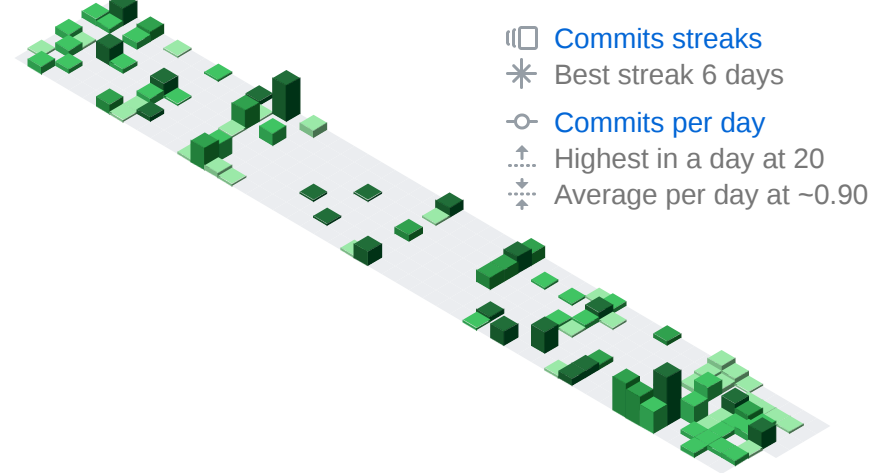 Commits streaks
Best streak 6 days
Commits per day
Highest in a day at 20
Average per day at ~0.90